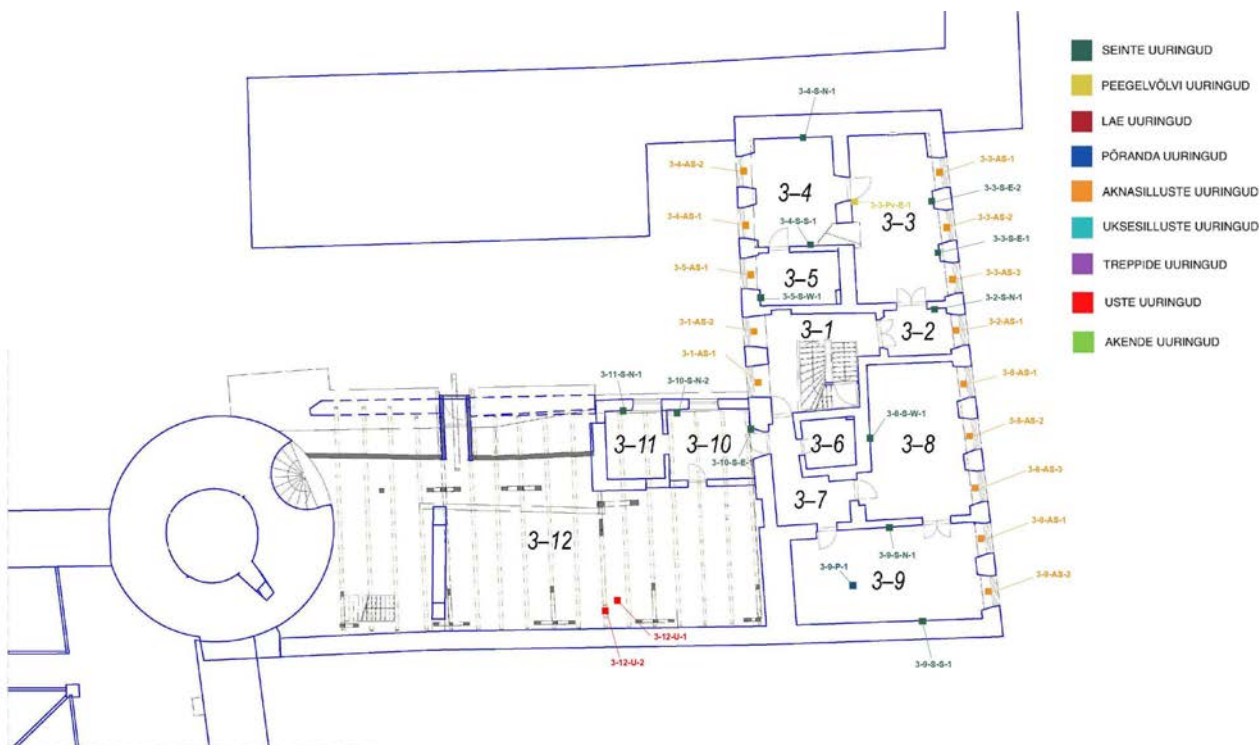 SEINTE UURINGUD
PEEGELVÕLVI UURINGUD
LAE UURINGUD
PÕRANDA UURINGUD
AKNASILLUSTE UURINGUD
UKSESILLUSTE UURINGUD
TREPPIDE UURINGUD
USTE UURINGUD
AKENDE UURINGUD
3-4-S-N-1
3-4-AS-2
3-3-AS-1
3–4
3-3-S-E-2
3-3-Pv-E-1
3–3
3-4-AS-1
3-3-AS-2
3-4-S-S-1
3-3-S-E-1
3-5-AS-1
3–5
3-3-AS-3
3-5-S-W-1
3-2-S-N-1
3-1-AS-2
3–1
3–2
3-2-AS-1
3-1-AS-1
3-11-S-N-1
3-10-S-N-2
3-8-AS-1
3-8-S-W-1
3-8-AS-2
3–11
3–10
3–6
3–8
3-10-S-E-1
3-8-AS-3
3–7
3-9-AS-1
3-9-S-N-1
3–12
3-9-P-1
3–9
3-9-AS-2
3-12-U-1
3-12-U-2
3-9-S-S-1